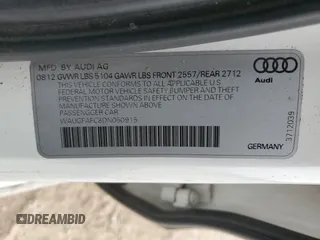 MFD. BY AUDI AG
0812 GVWR LBS 5104 GAWR LBS FRONT 2557/REAR 2712
THIS VEHICLE CONFORMS TO ALL APPLICABLE U.S.
FEDERAL MOTOR VEHICLE SAFETY, BUMPER AND THEFT
PREVENTION STANDARDS IN EFFECT ON THE DATE OF
MANUFACTURE SHOWN ABOVE
PASSENGER CAR
Audi
3712039
GERMANY
DREAMBID